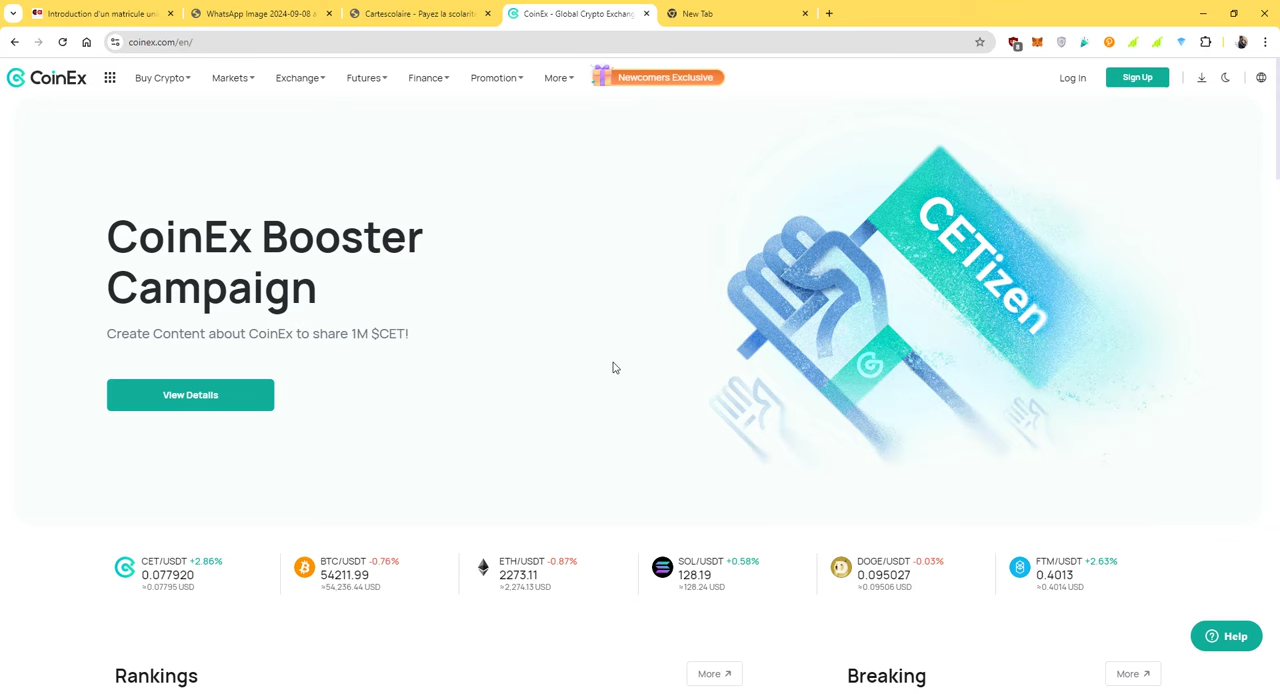 Introduction d'un matricule uni
WhatsApp Image 2024-09-08 a
Cartescolaire - Payez la scolarité
CoinEx - Global Crypto Exchang
New Tab
coinex.com/en/
CoinEx
Buy Crypto
Markets
Exchange
Futures
Finance
Promotion
More
Newcomers Exclusive
Log In
Sign Up
CoinEx Booster
Campaign
Create Content about CoinEx to share 1M $CET!
View Details
CETizen
CET/USDT +2.86%
0.077920
≈0.07795 USD
BTC/USDT -0.76%
54211.99
≈54,236.44 USD
ETH/USDT -0.87%
2273.11
≈2,274.13 USD
SOL/USDT +0.58%
128.19
≈128.24 USD
DOGE/USDT -0.03%
0.095027
≈0.09506 USD
FTM/USDT +2.63%
0.4013
≈0.4014 USD
Help
Rankings
More
Breaking
More